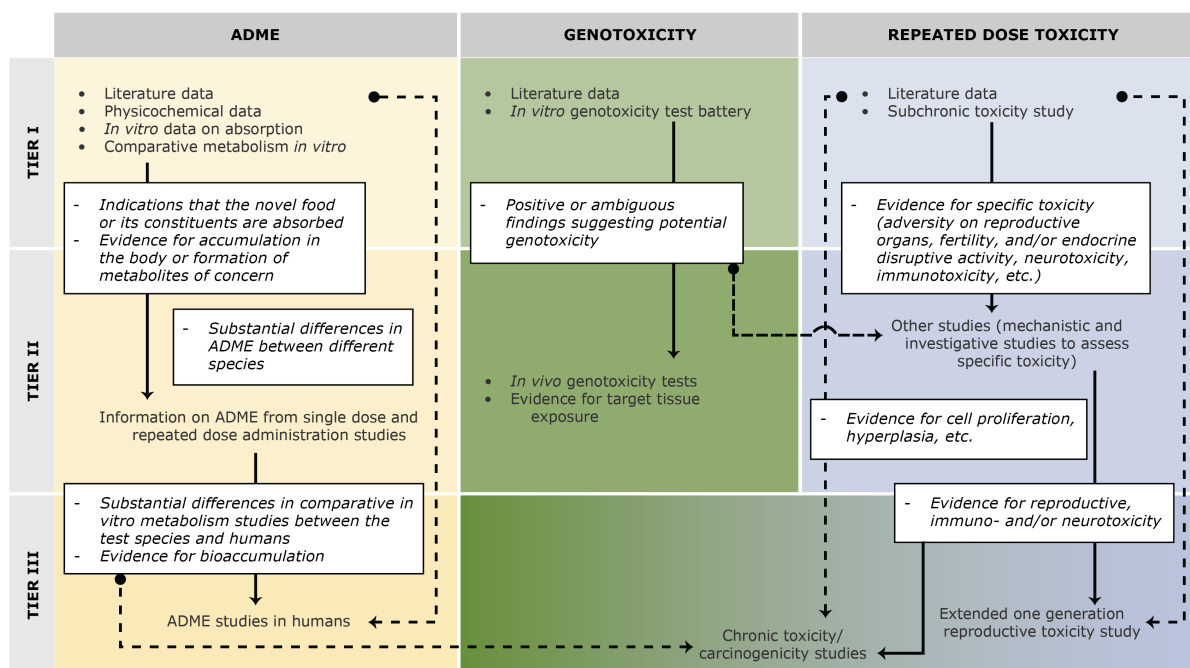 ADME
GENOTOXICITY
REPEATED DOSE TOXICITY
TIER I
• Literature data
• Physicochemical data
• In vitro data on absorption
• Comparative metabolism in vitro
- Indications that the novel food
or its constituents are absorbed
- Evidence for accumulation in
the body or formation of
metabolites of concern
• Literature data
• In vitro genotoxicity test battery
- Positive or ambiguous
findings suggesting potential
genotoxicity
• Literature data
• Subchronic toxicity study
- Evidence for specific toxicity
(adversity on reproductive
organs, fertility, and/or endocrine
disruptive activity, neurotoxicity,
immunotoxicity, etc.)
TIER II
- Substantial differences in
ADME between different
species
Information on ADME from single dose and
repeated dose administration studies
• In vivo genotoxicity tests
• Evidence for target tissue
exposure
Other studies (mechanistic and
investigative studies to assess
specific toxicity)
- Evidence for cell proliferation,
hyperplasia, etc.
TIER III
- Substantial differences in comparative in
vitro metabolism studies between the
test species and humans
- Evidence for bioaccumulation
ADME studies in humans
- Evidence for reproductive,
immuno- and/or neurotoxicity
Chronic toxicity/
carcinogenicity studies
Extended one generation
reproductive toxicity study